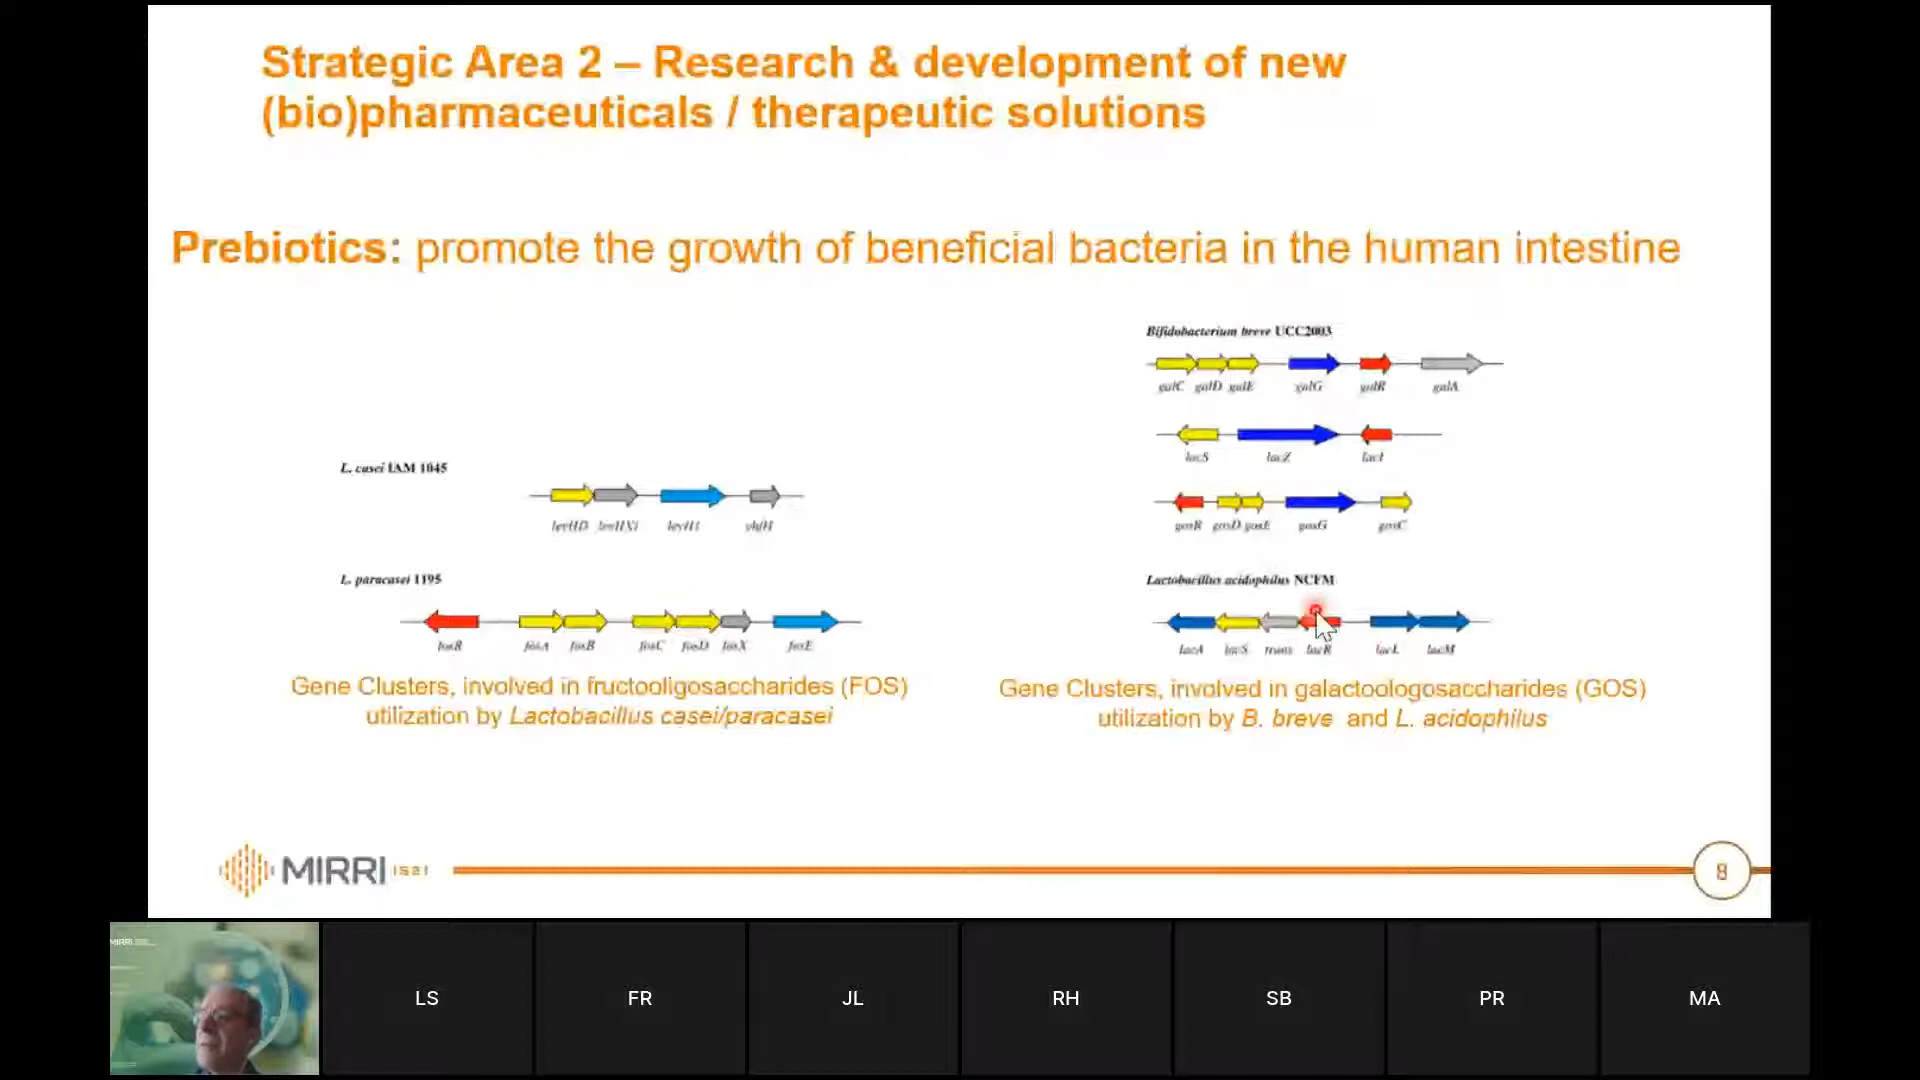 Strategic Area 2 – Research & development of new
(bio)pharmaceuticals / therapeutic solutions
Prebiotics: promote the growth of beneficial bacteria in the human intestine
L. casei IAM 1045
L. paracasei 1195
fosR fosA fosB fosC fosD fosX fosE
Gene Clusters, involved in fructooligosaccharides (FOS)
utilization by Lactobacillus casei/paracasei
Bifidobacterium breve UCC2003
galC galD galE galG galR galA
lacS lacZ lacI
gosR gosD gosE gosG gosC
Lactobacillus acidophilus NCFM
lacA lacS trans lacR lacL lacM
Gene Clusters, involved in galactoologosaccharides (GOS)
utilization by B. breve and L. acidophilus
MIRRI
8
MIRRI
LS
FR
JL
RH
SB
PR
MA